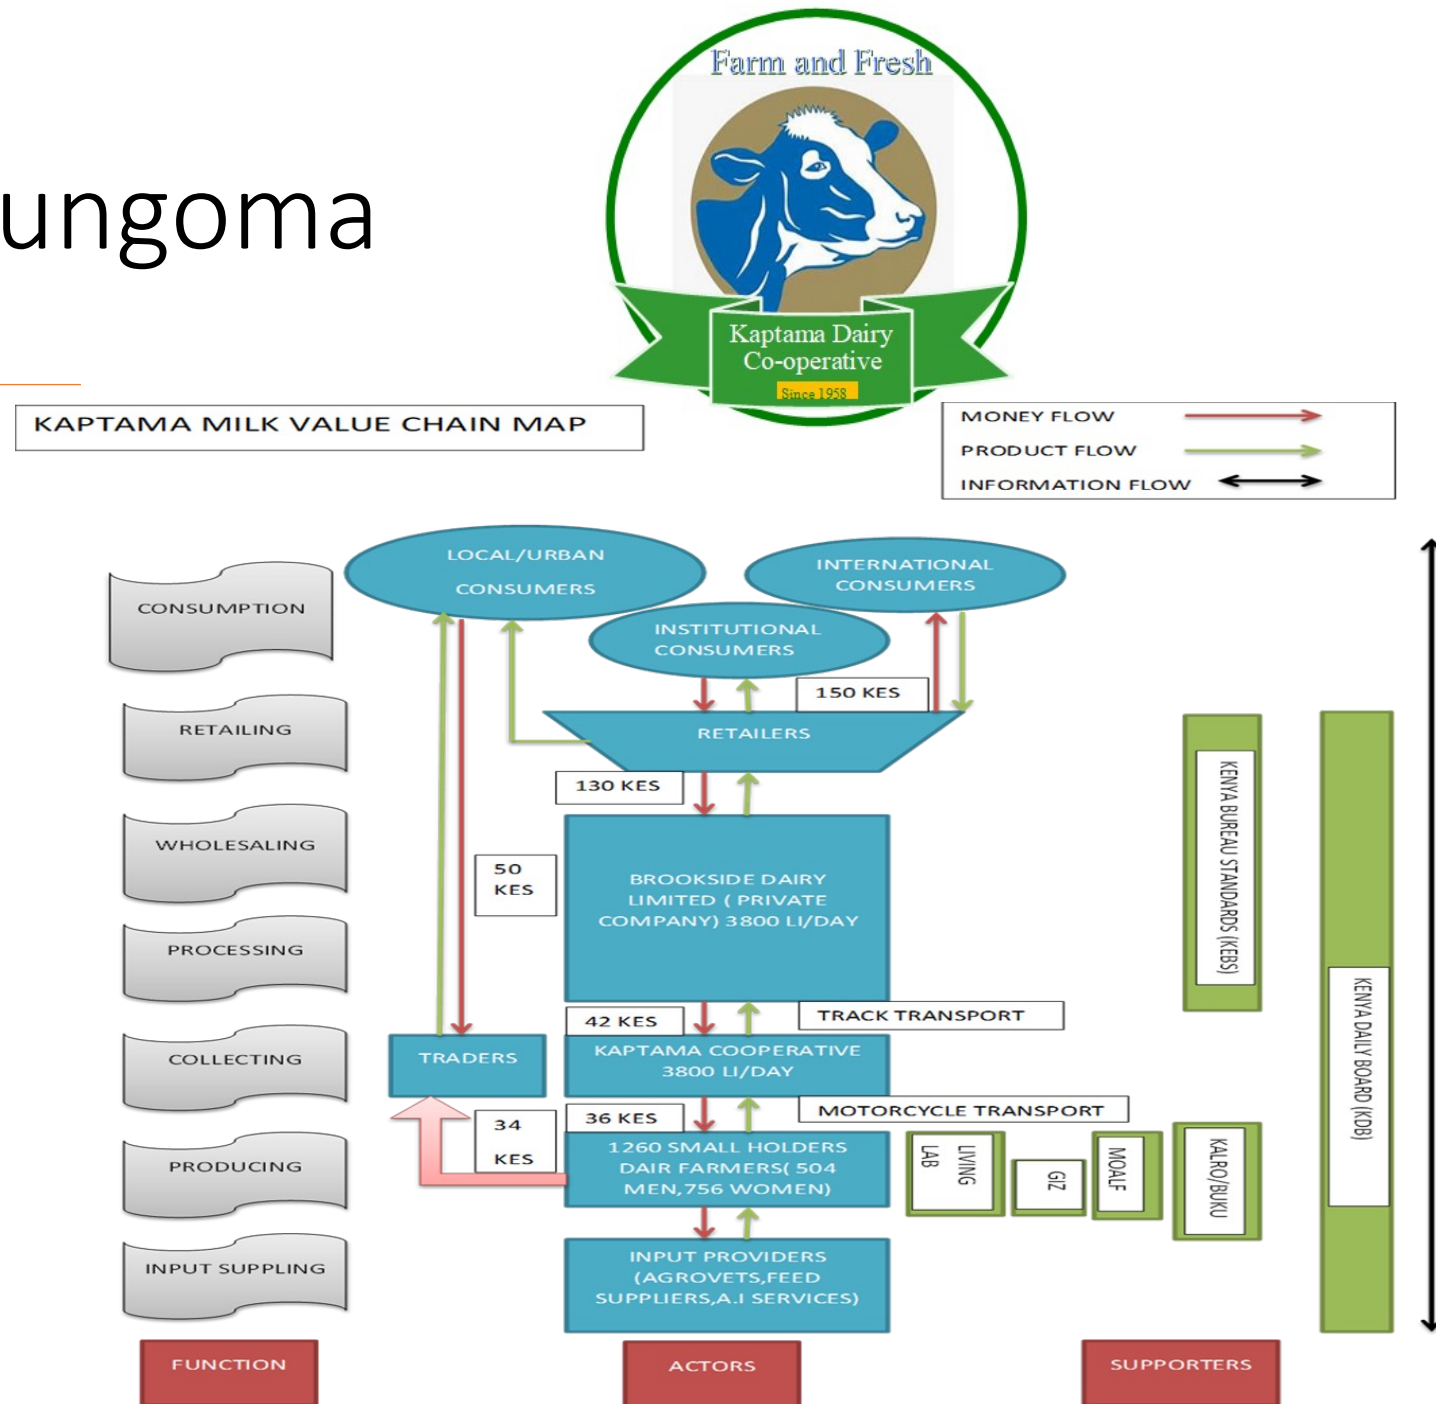 Farm and Fresh
ungoma
Kaptama Dairy
Co-operative
Since 1958
KAPTAMA MILK VALUE CHAIN MAP
MONEY FLOW
PRODUCT FLOW
INFORMATION FLOW
LOCAL/URBAN
CONSUMERS
INTERNATIONAL
CONSUMERS
CONSUMPTION
INSTITUTIONAL
CONSUMERS
150 KES
RETAILING
RETAILERS
130 KES
WHOLESALING
50
KES
BROOKSIDE DAIRY
LIMITED ( PRIVATE
COMPANY) 3800 LI/DAY
KENYA BUREAU STANDARDS (KEBS)
PROCESSING
42 KES
TRACK TRANSPORT
COLLECTING
TRADERS
KAPTAMA COOPERATIVE
3800 LI/DAY
KENYA DAILY BOARD (KDB)
34
KES
36 KES
MOTORCYCLE TRANSPORT
PRODUCING
1260 SMALL HOLDERS
DAIR FARMERS( 504
MEN,756 WOMEN)
LIVING
LAB
GIZ
MOALF
KALRO/BUKU
INPUT SUPPLING
INPUT PROVIDERS
(AGROVETS,FEED
SUPPLIERS,A.I SERVICES)
FUNCTION
ACTORS
SUPPORTERS